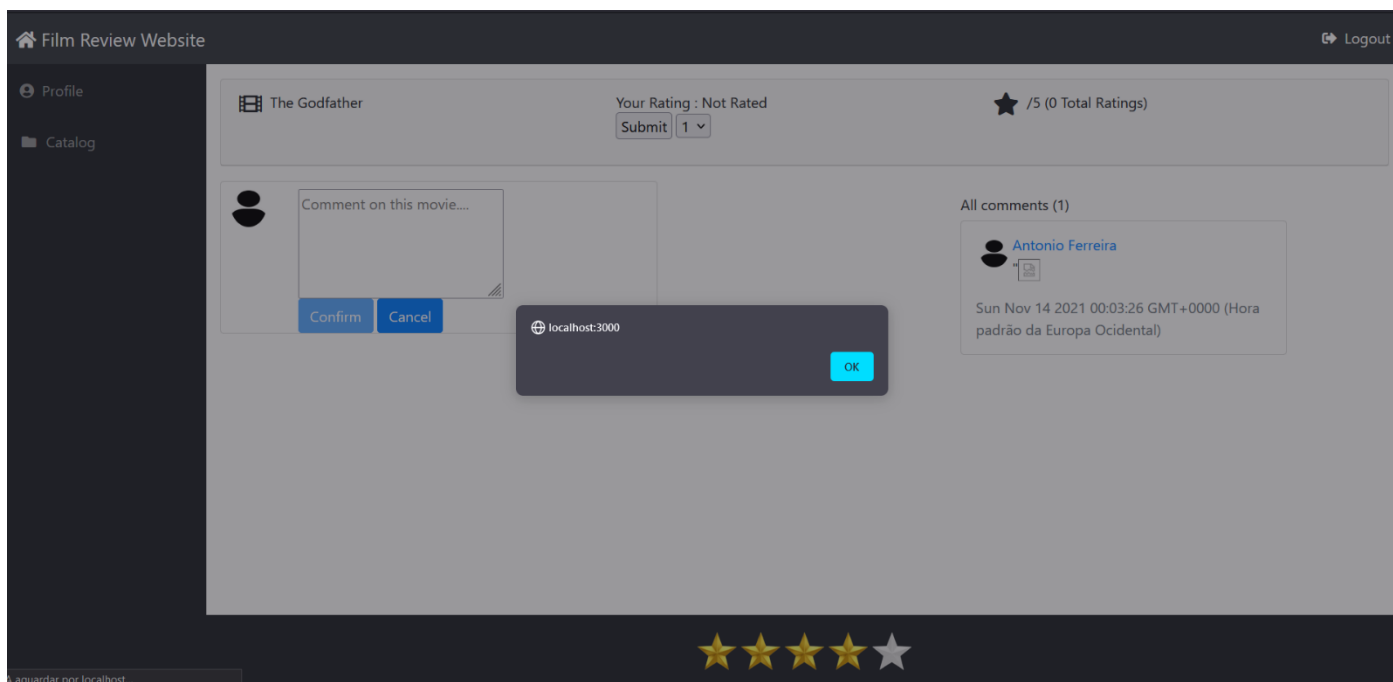 Film Review Website
Logout
Profile
Catalog
The Godfather
Your Rating : Not Rated
Submit 1
/5 (0 Total Ratings)
Comment on this movie....
Confirm Cancel
All comments (1)
Antonio Ferreira
"
Sun Nov 14 2021 00:03:26 GMT+0000 (Hora
padrão da Europa Ocidental)
localhost:3000
OK
A aguardar por localhost